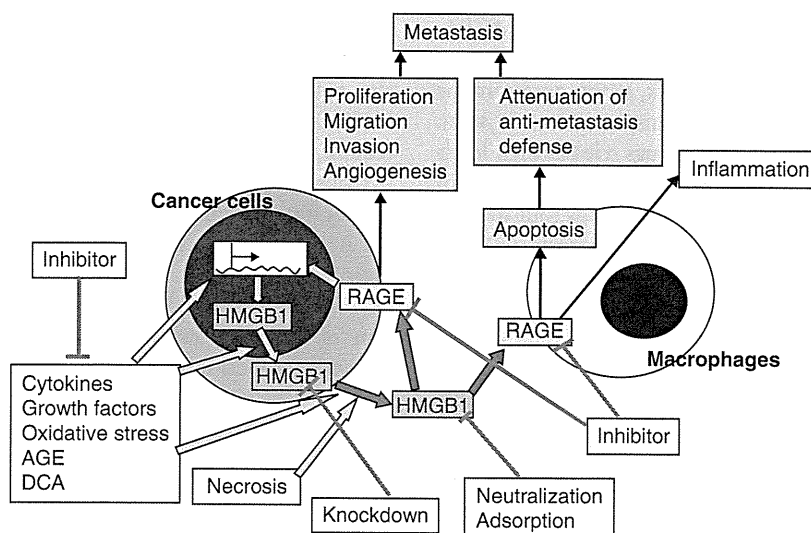 Metastasis
Proliferation
Migration
Invasion
Angiogenesis
Attenuation of
anti-metastasis
defense
Inflammation
Cancer cells
Apoptosis
Inhibitor
RAGE
HMGB1
RAGE
Macrophages
HMGB1
HMGB1
Cytokines
Growth factors
Oxidative stress
AGE
DCA
Inhibitor
Necrosis
Knockdown
Neutralization
Adsorption